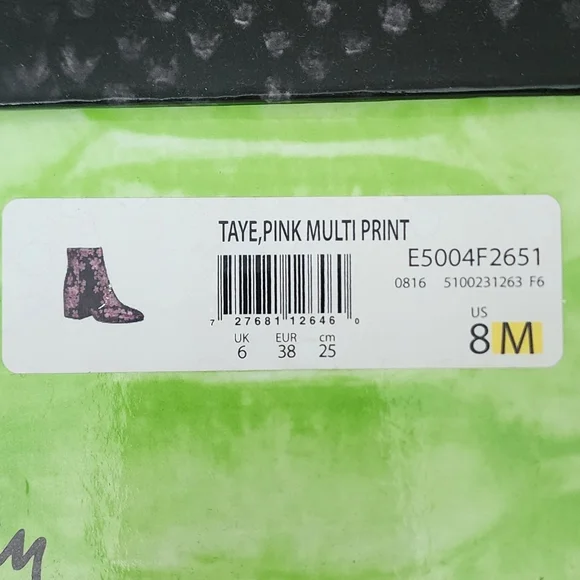 TAYE,PINK MULTI PRINT
E5004F2651
0816 5100231263 F6
7 27681 12646 0
UK EUR cm
6 38 25
US
8 M